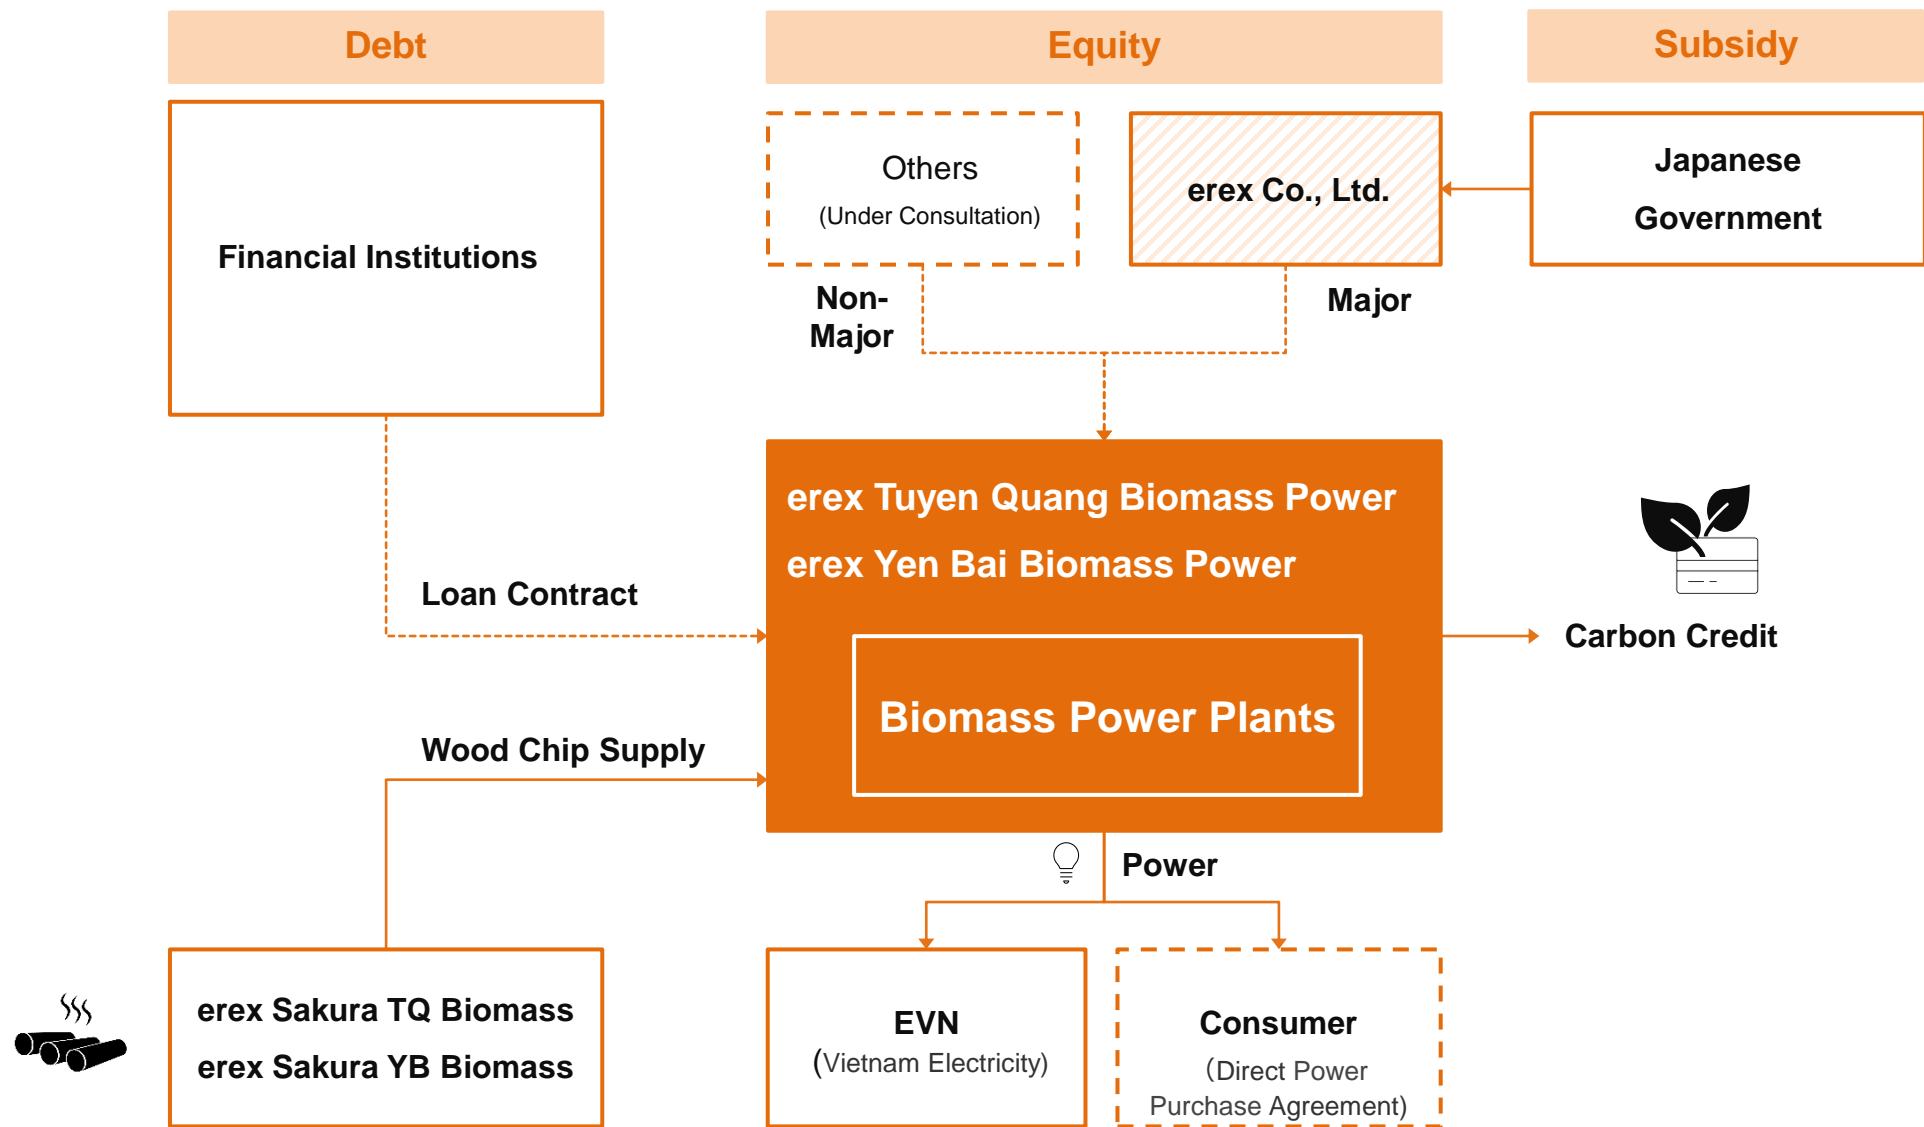 Debt
Equity
Subsidy
Financial Institutions
Others
(Under Consultation)
erex Co., Ltd.
Japanese
Government
Non-
Major
Major
erex Tuyen Quang Biomass Power
erex Yen Bai Biomass Power
Loan Contract
Carbon Credit
Biomass Power Plants
Wood Chip Supply
Power
erex Sakura TQ Biomass
erex Sakura YB Biomass
EVN
(Vietnam Electricity)
Consumer
（Direct Power
Purchase Agreement)